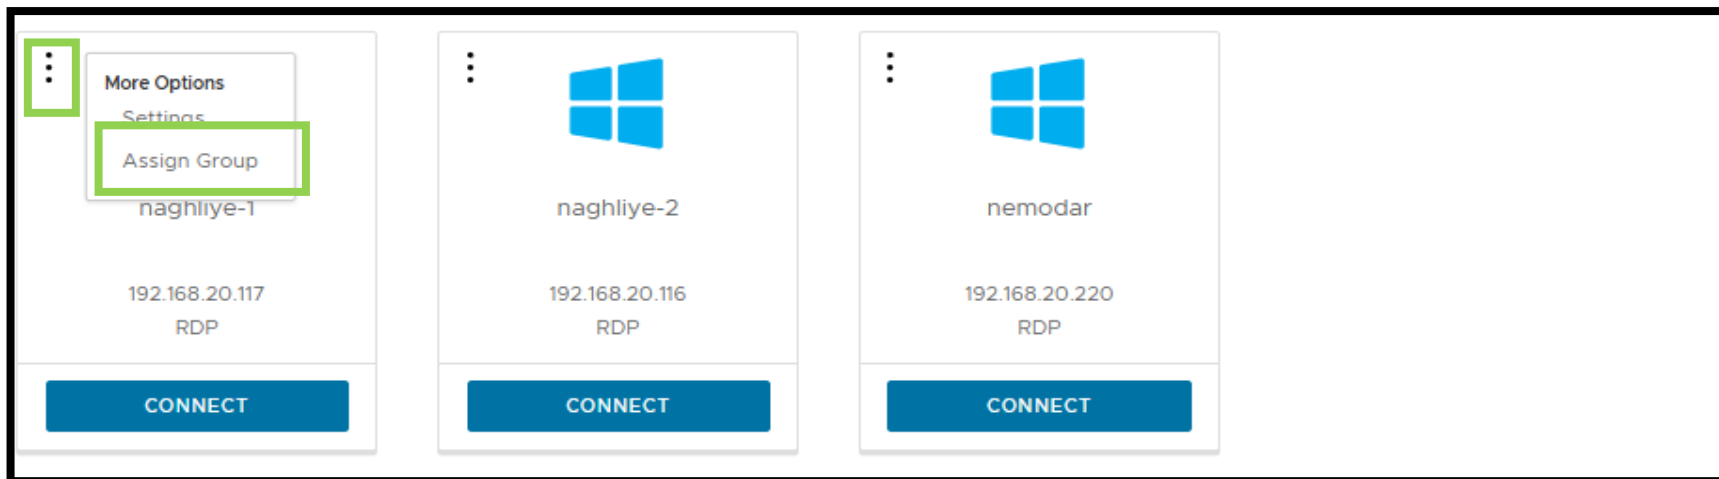 More Options
Settings
Assign Group
naghliye-1
192.168.20.117
RDP
CONNECT
naghliye-2
192.168.20.116
RDP
CONNECT
nemodar
192.168.20.220
RDP
CONNECT